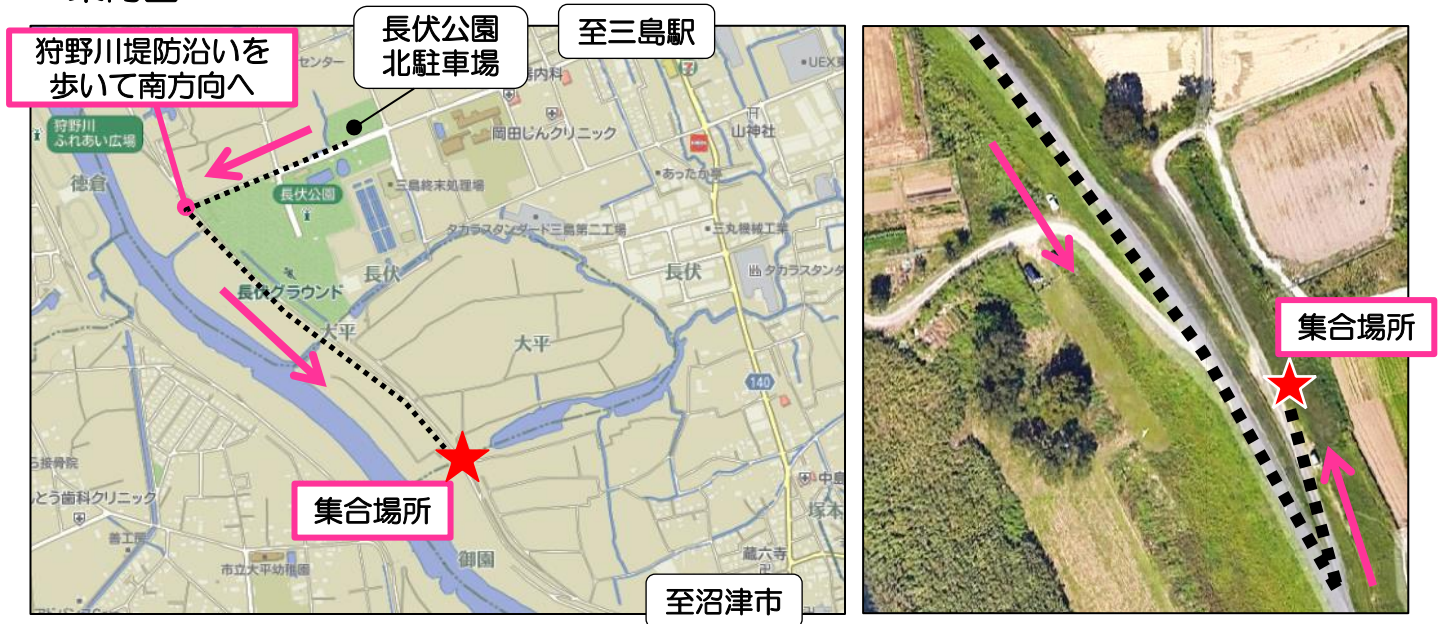 狩野川堤防沿いを
歩いて南方向へ
長伏公園
北駐車場
至三島駅
センター
内科
UEX
狩野川
ふれあい広場
岡田じんクリニック
山神社
徳倉
長伏公園
三島終末処理場
あったか亭
タカラスタンダード三島第二工場
三丸機械工業
長伏
長伏
タカラスタンダ
長伏グラウンド
大平
大平
140
接骨院
とう歯科クリニック
集合場所
中島
塚本
善工房
市立大平幼稚園
御園
蔵六寺
至沼津市
集合場所